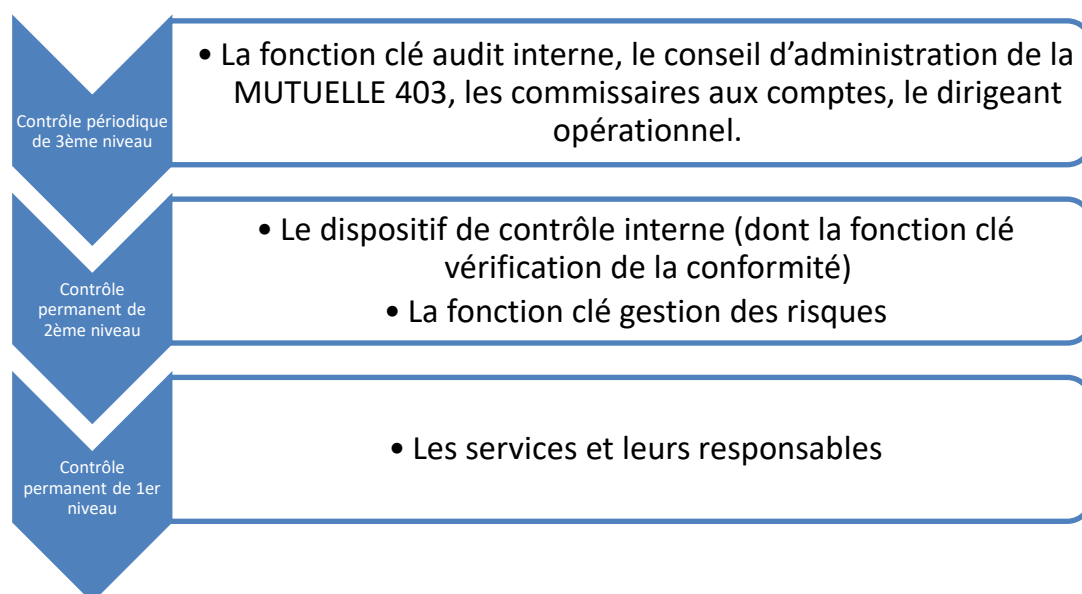 Contrôle périodique
de 3ème niveau
• La fonction clé audit interne, le conseil d’administration de la
MUTUELLE 403, les commissaires aux comptes, le dirigeant
opérationnel.
Contrôle
permanent de
2ème niveau
• Le dispositif de contrôle interne (dont la fonction clé
vérification de la conformité)
• La fonction clé gestion des risques
Contrôle
permanent de 1er
niveau
• Les services et leurs responsables